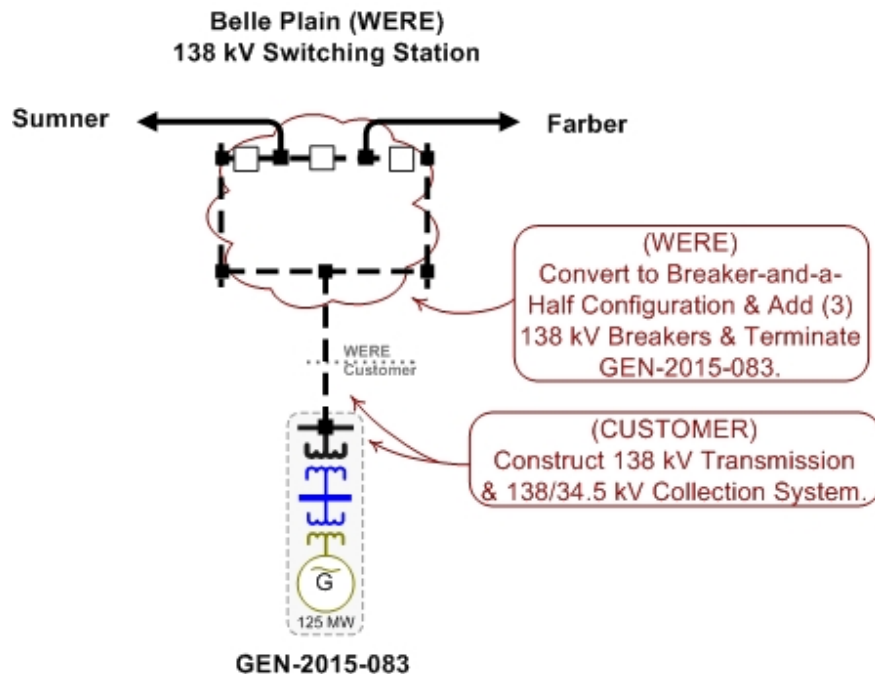 Belle Plain (WERE)
138 kV Switching Station
Sumner
Farber
(WERE)
Convert to Breaker-and-a-
Half Configuration & Add (3)
138 kV Breakers & Terminate
GEN-2015-083.
WERE
Customer
(CUSTOMER)
Construct 138 kV Transmission
& 138/34.5 kV Collection System.
G
125 MW
GEN-2015-083